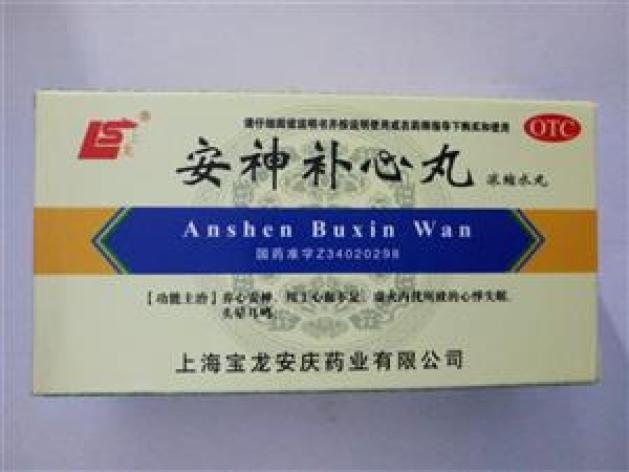 请仔细阅读说明书并按说明使用或在药师指导下购买和使用
OTC
安神补心丸 浓缩水丸
Anshen Buxin Wan
国药准字Z34020298
【功能主治】养心安神。用于心血不足、虚火内扰所致的心悸失眠、
头晕耳鸣。
上海宝龙安庆药业有限公司